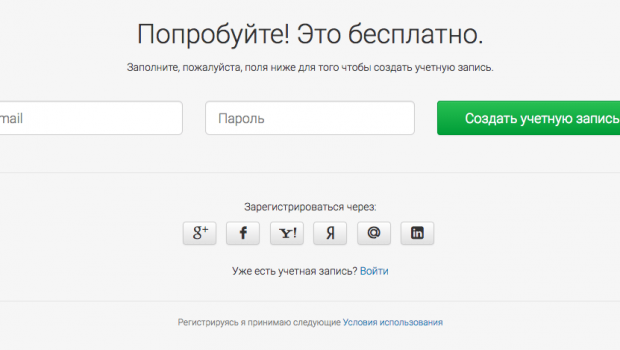 Попробуйте! Это бесплатно.
Заполните, пожалуйста, поля ниже для того чтобы создать учетную запись.
mail Пароль Создать учетную запись
Зарегистрироваться через:
g+ f Y! Я @ in
Уже есть учетная запись? Войти
Регистрируясь я принимаю следующие Условия использования